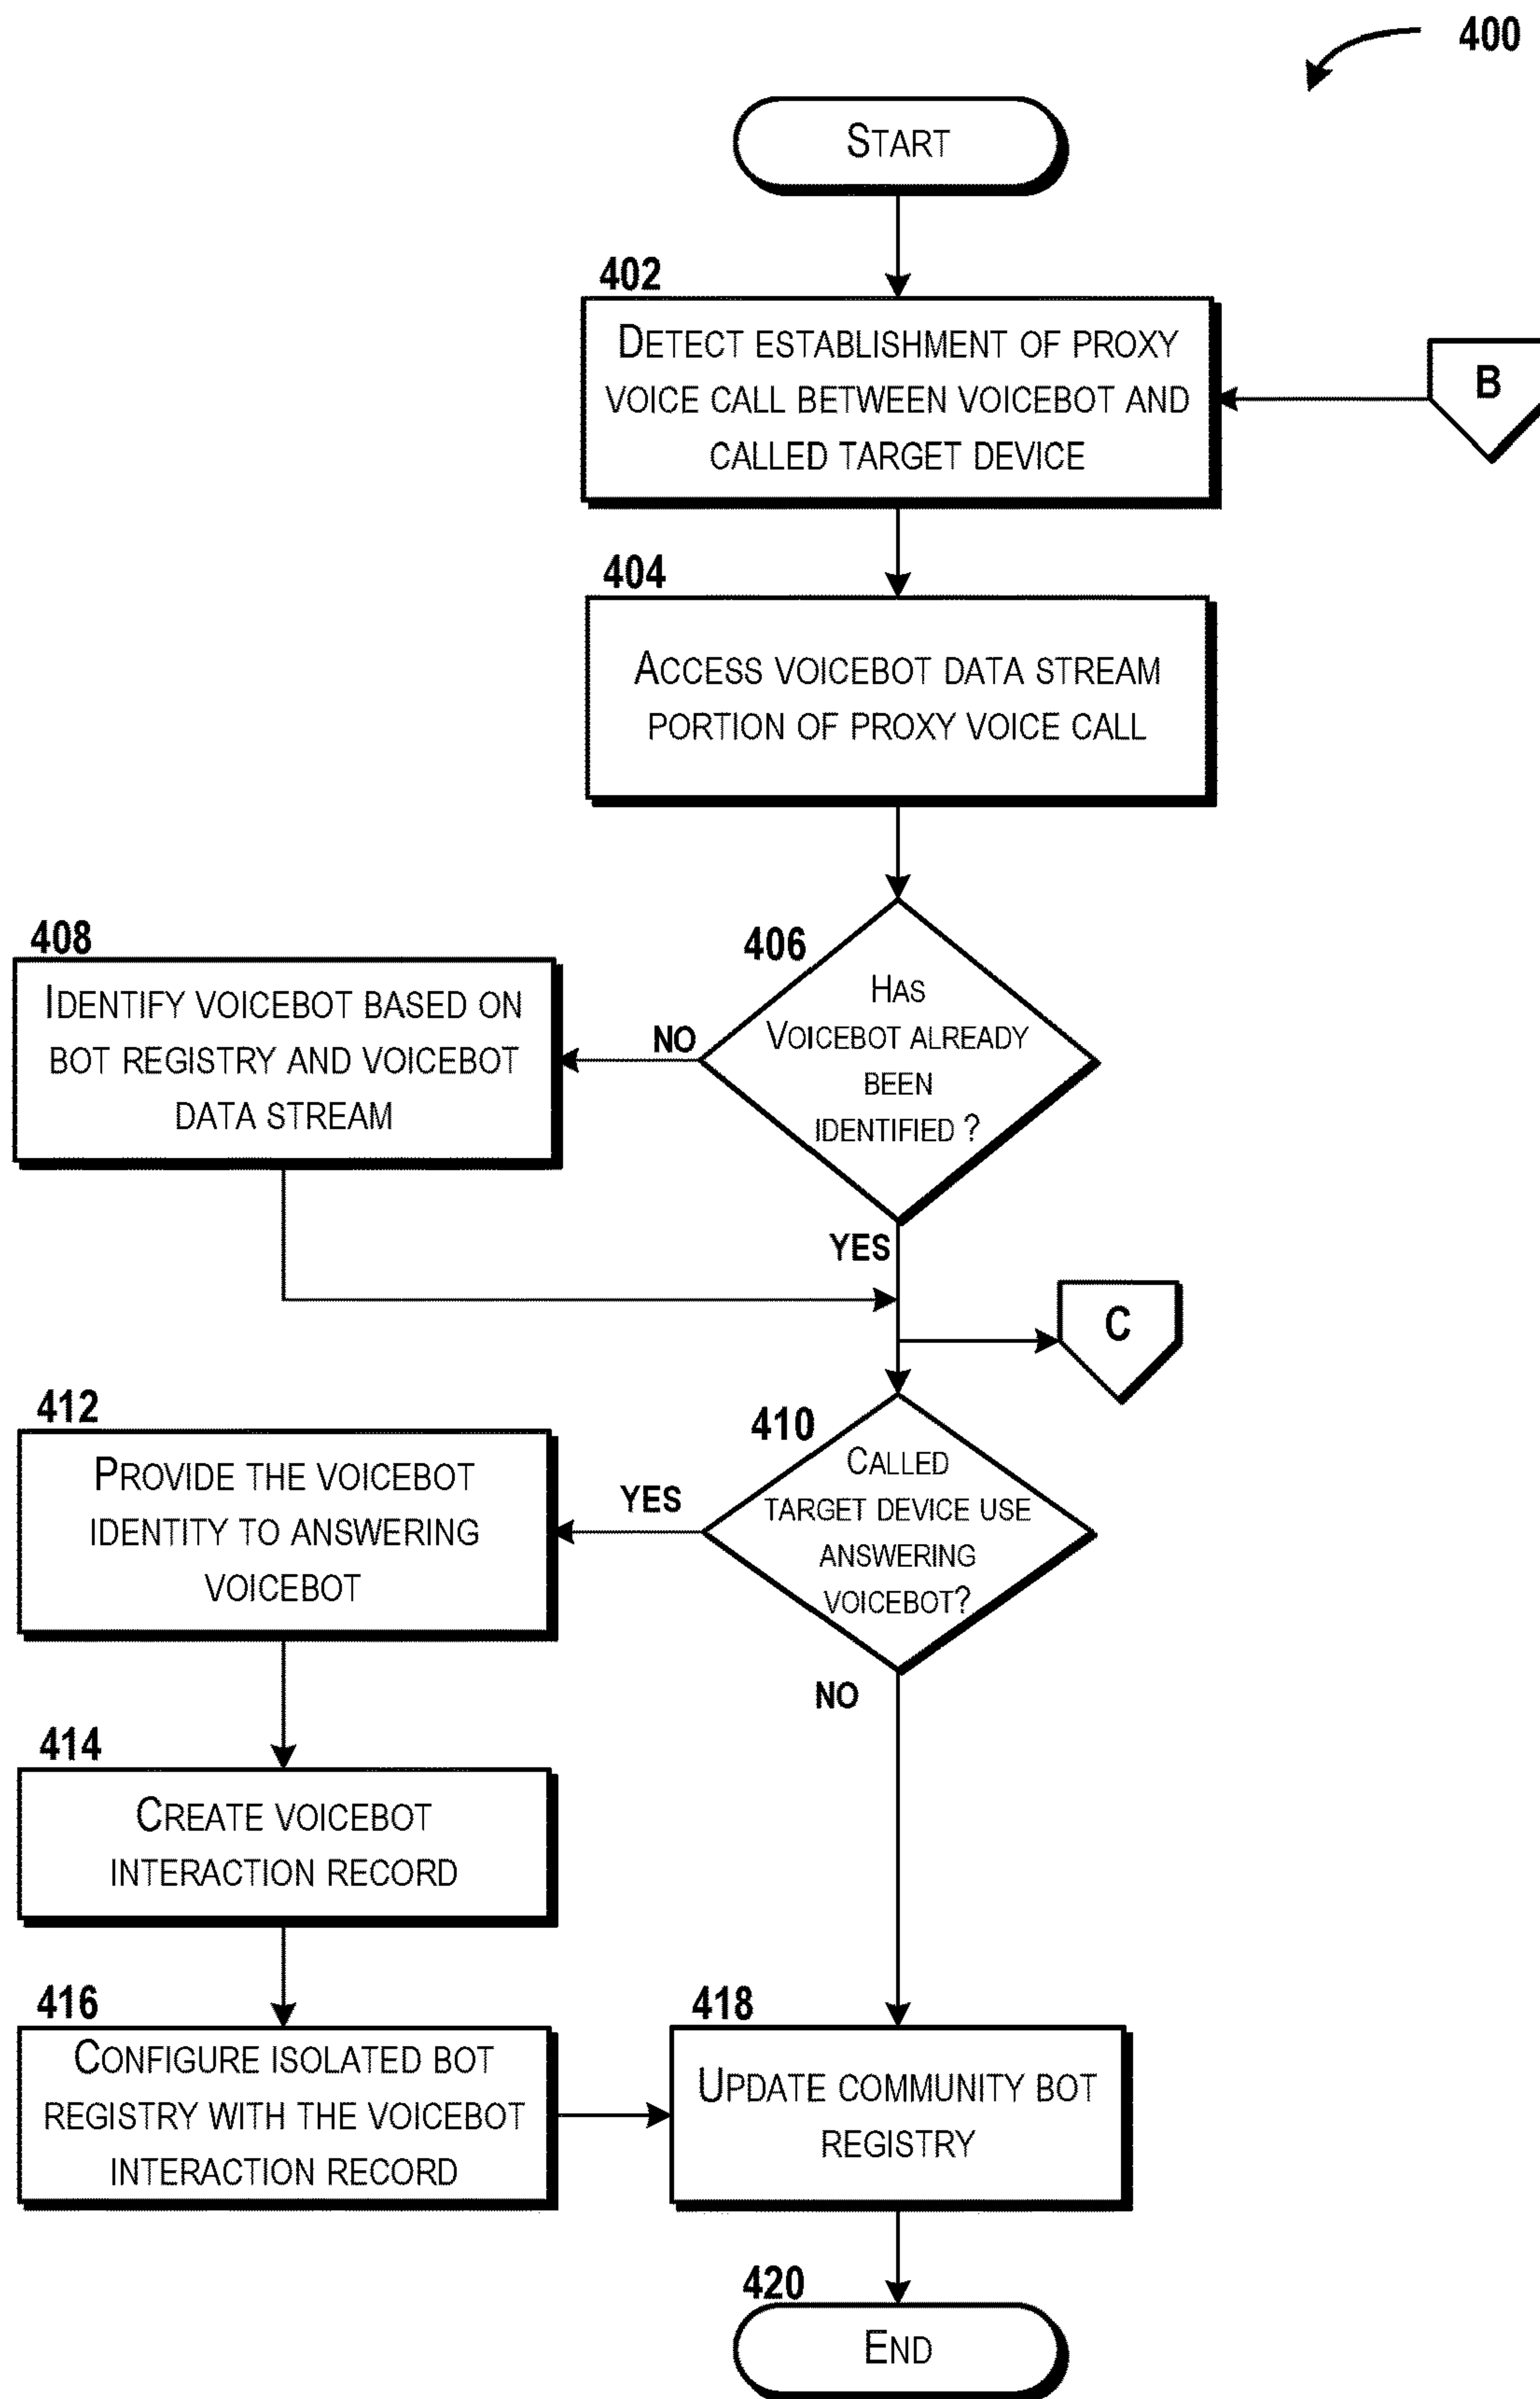 400
START
402
DETECT ESTABLISHMENT OF PROXY
VOICE CALL BETWEEN VOICEBOT AND
CALLED TARGET DEVICE
B
404
ACCESS VOICEBOT DATA STREAM
PORTION OF PROXY VOICE CALL
406
HAS
VOICEBOT ALREADY
BEEN
IDENTIFIED ?
NO
408
IDENTIFY VOICEBOT BASED ON
BOT REGISTRY AND VOICEBOT
DATA STREAM
YES
C
410
CALLED
TARGET DEVICE USE
ANSWERING
VOICEBOT?
YES
412
PROVIDE THE VOICEBOT
IDENTITY TO ANSWERING
VOICEBOT
NO
414
CREATE VOICEBOT
INTERACTION RECORD
416
CONFIGURE ISOLATED BOT
REGISTRY WITH THE VOICEBOT
INTERACTION RECORD
418
UPDATE COMMUNITY BOT
REGISTRY
420
END